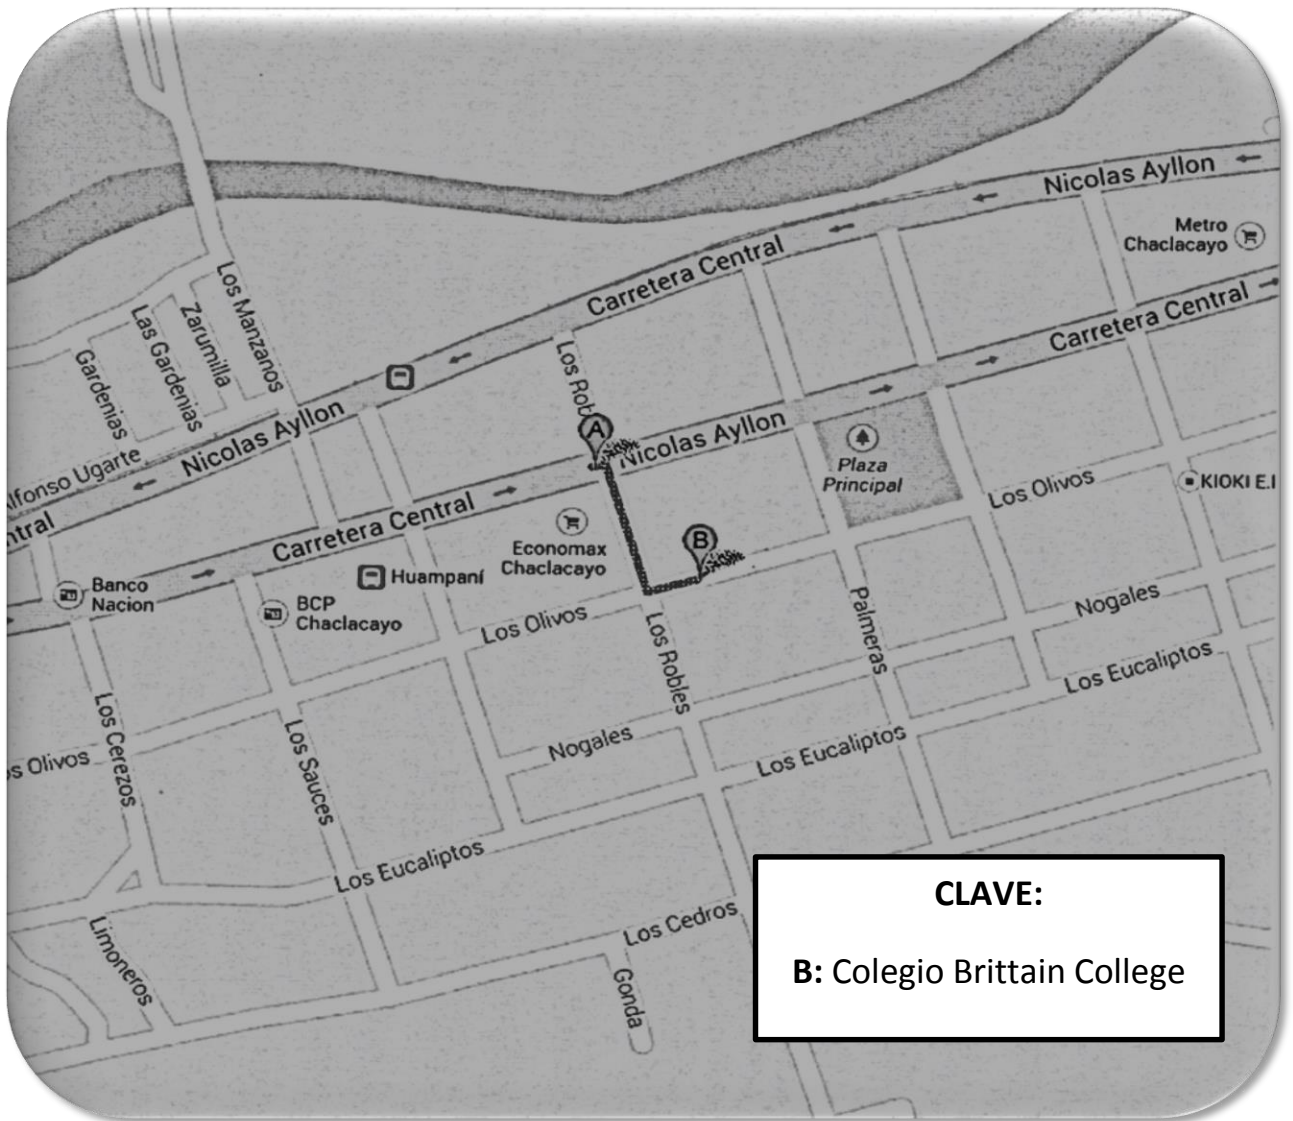 Nicolas Ayllon
Metro
Chaclacayo
Carretera Central
Carretera Central
Los Manzanos
Zarumilla
Las Gardenias
Gardenias
Los Rob
A
Nicolas Ayllon
Nicolas Ayllon
Alfonso Ugarte
ntral
Plaza
Principal
Los Olivos
KIOKI E.I
Carretera Central
Economax
Chaclacayo
B
Huampaní
Banco
Nacion
BCP
Chaclacayo
Los Olivos
Los Robles
Palmeras
Nogales
Los Eucaliptos
Los Cerezos
os Olivos
Los Sauces
Nogales
Los Eucaliptos
Los Eucaliptos
Limoneros
Los Cedros
Gonda
CLAVE:
B: Colegio Brittain College